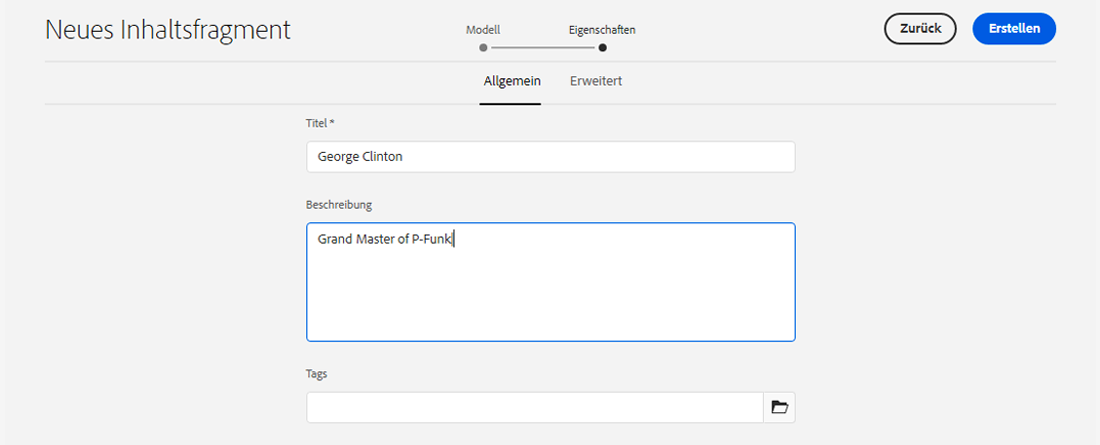 Neues Inhaltsfragment
Modell
Eigenschaften
Zurück
Erstellen
Allgemein
Erweitert
Titel *
George Clinton
Beschreibung
Grand Master of P-Funk
Tags